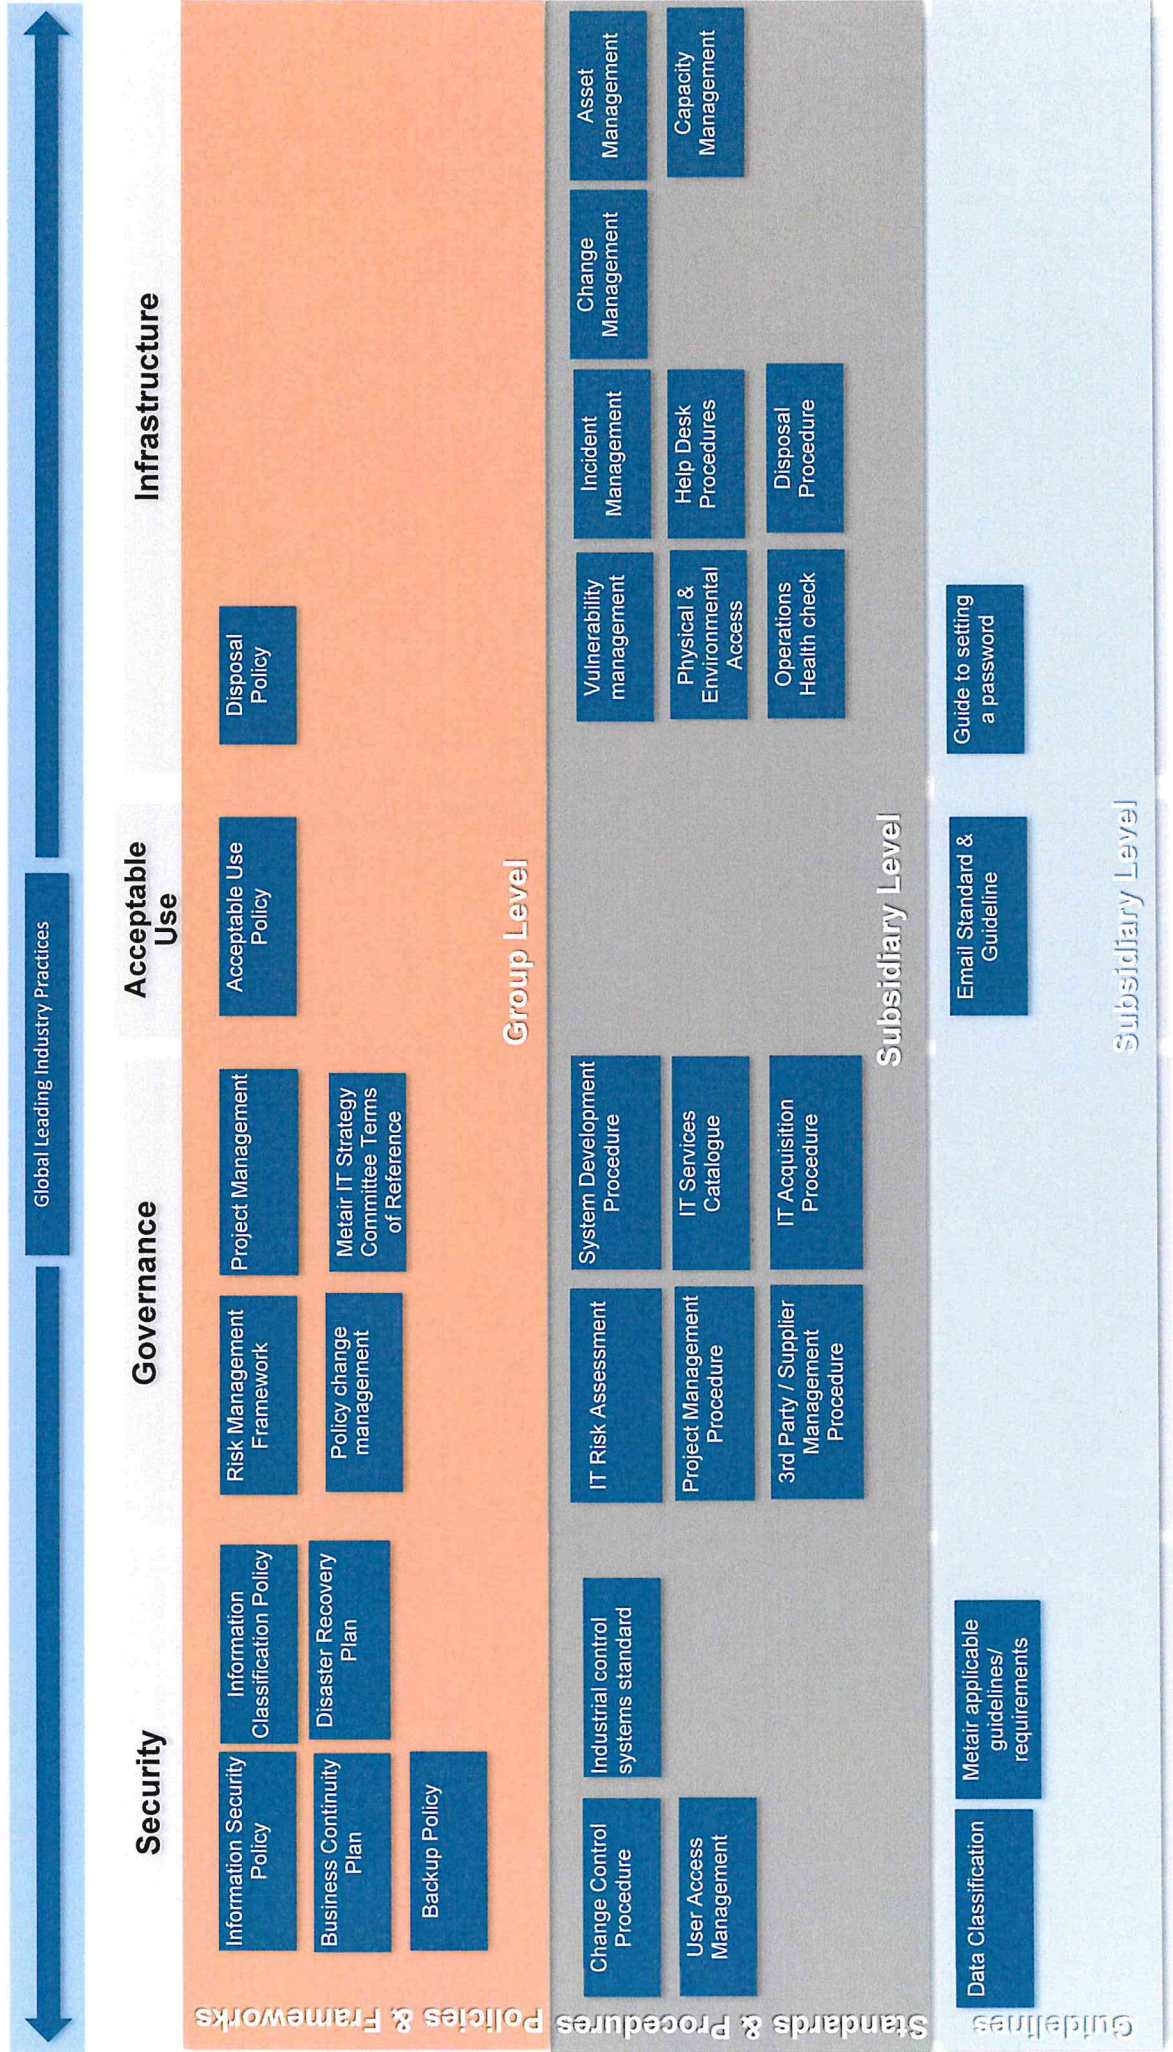 Global Leading Industry Practices
Security
Governance
Acceptable
Use
Infrastructure
Policies & Frameworks
Information Security
Policy
Information
Classification Policy
Business Continuity
Plan
Disaster Recovery
Plan
Backup Policy
Risk Management
Framework
Project Management
Policy change
management
Metair IT Strategy
Committee Terms
of Reference
Acceptable Use
Policy
Disposal
Policy
Group Level
Standards & Procedures
Change Control
Procedure
Industrial control
systems standard
User Access
Management
IT Risk Assessment
System Development
Procedure
Project Management
Procedure
IT Services
Catalogue
3rd Party / Supplier
Management
Procedure
IT Acquisition
Procedure
Vulnerability
management
Incident
Management
Change
Management
Asset
Management
Physical &
Environmental
Access
Help Desk
Procedures
Capacity
Management
Operations
Health check
Disposal
Procedure
Subsidiary Level
Guidelines
Data Classification
Metair applicable
guidelines/
requirements
Email Standard &
Guideline
Guide to setting
a password
Subsidiary Level